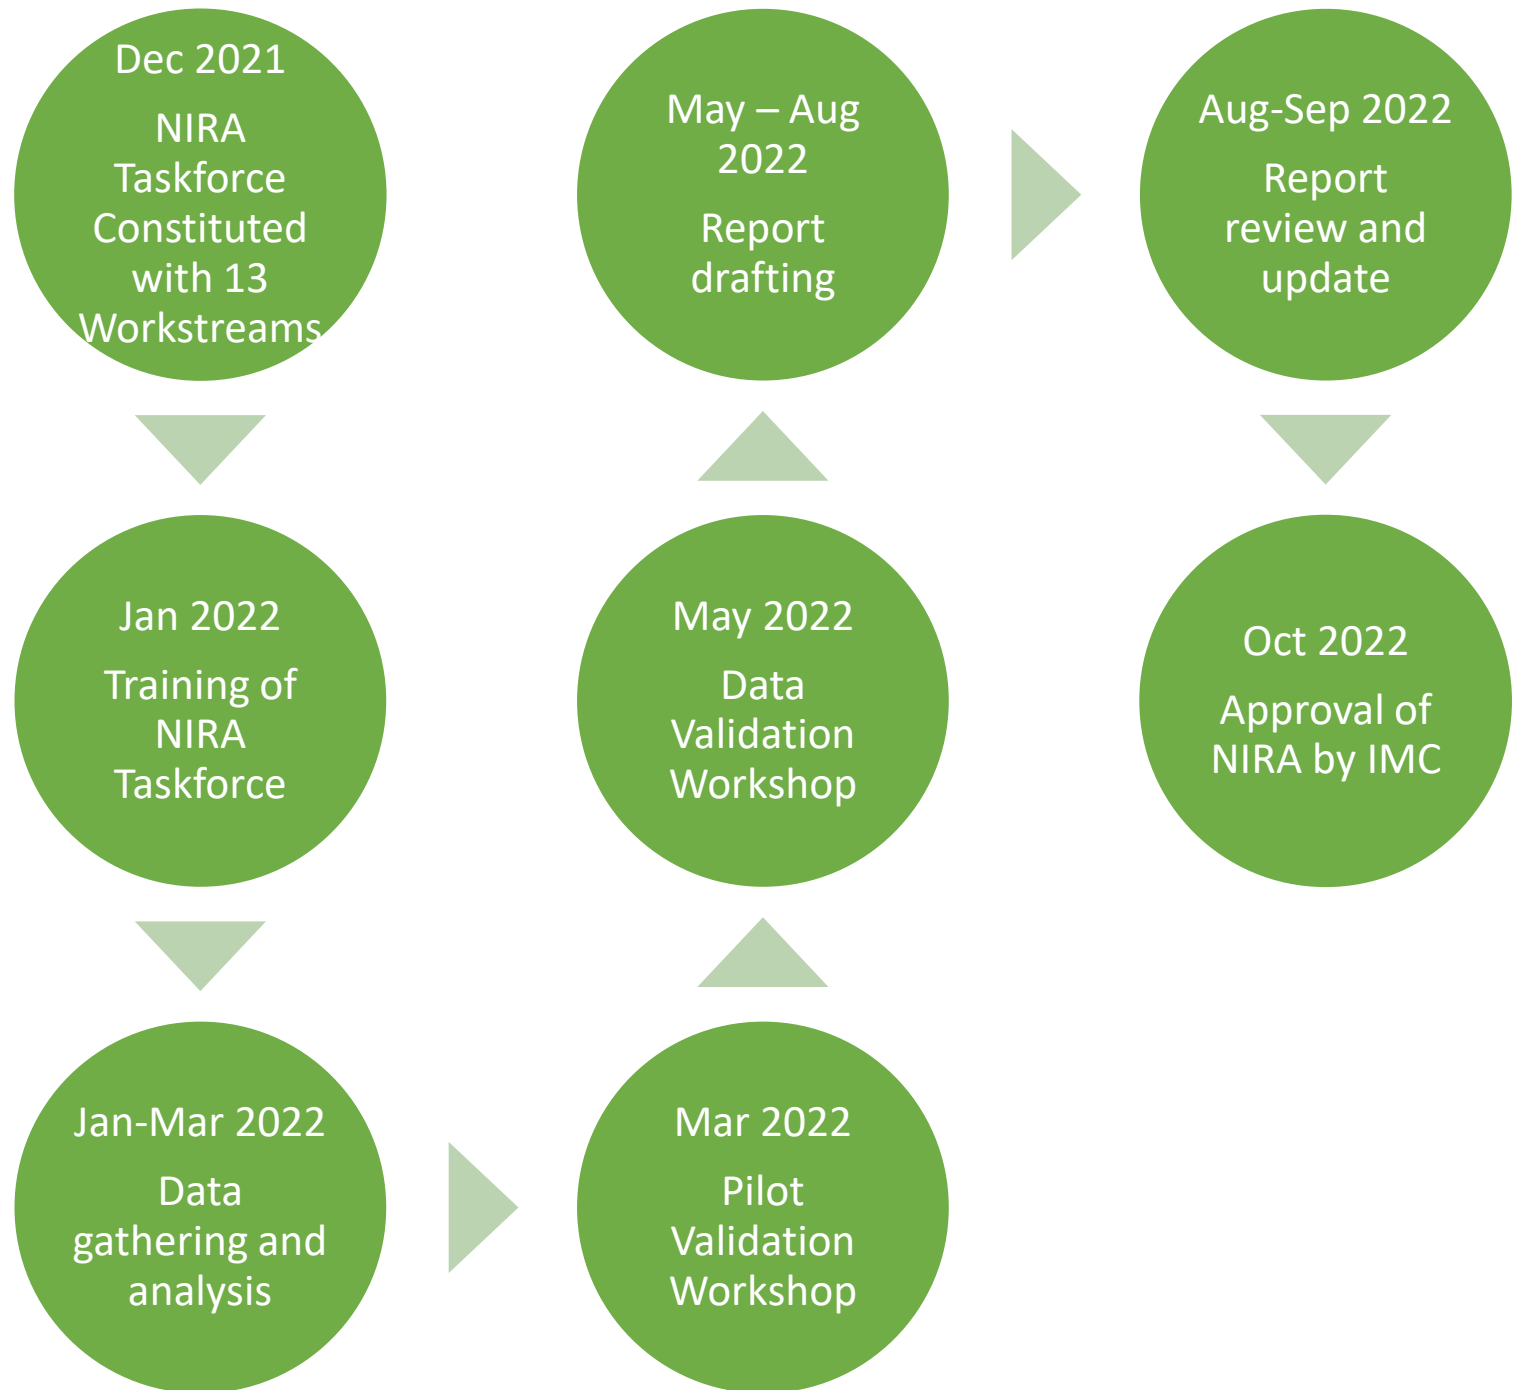 Dec 2021
NIRA
Taskforce
Constituted
with 13
Workstreams
Jan 2022
Training of
NIRA
Taskforce
Jan-Mar 2022
Data
gathering and
analysis
Mar 2022
Pilot
Validation
Workshop
May 2022
Data
Validation
Workshop
May – Aug
2022
Report
drafting
Aug-Sep 2022
Report
review and
update
Oct 2022
Approval of
NIRA by IMC